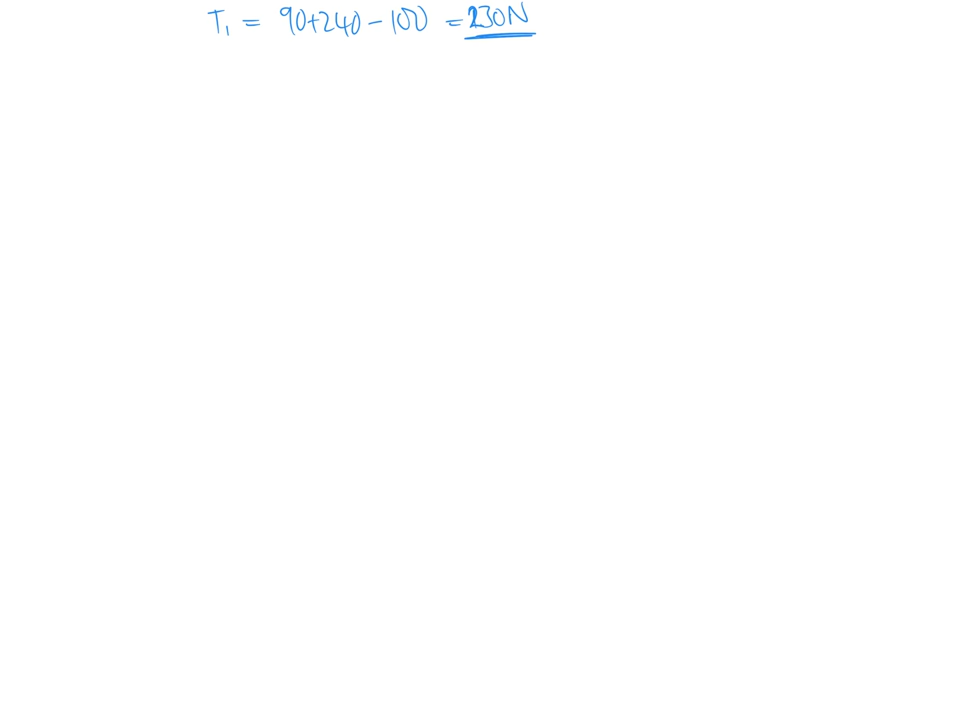 T₁ = 90+240-100 = 230N